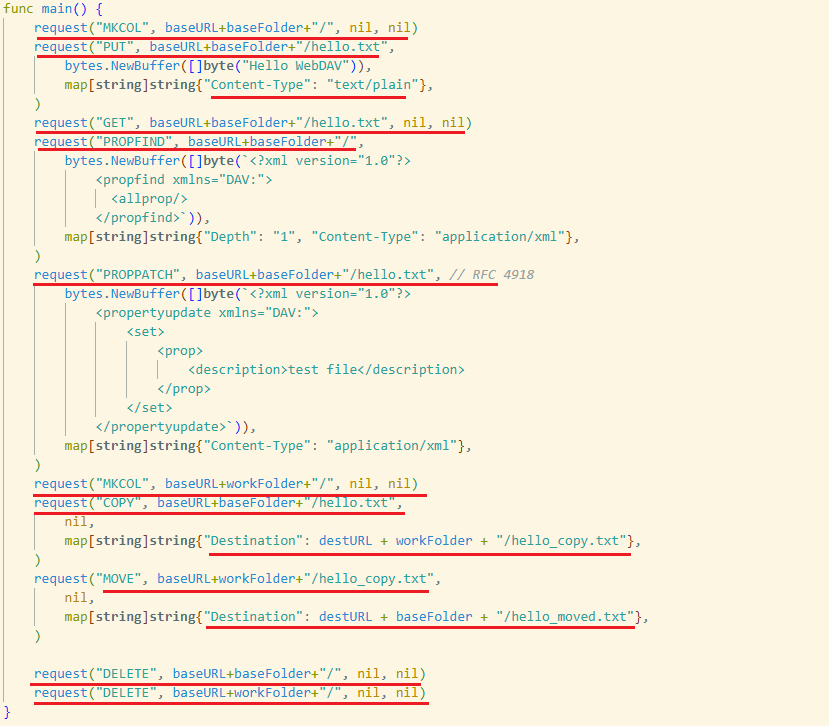 func main() {
    request("MKCOL", baseURL+baseFolder+"/", nil, nil)
    request("PUT", baseURL+baseFolder+"/hello.txt",
        bytes.NewBuffer([]byte("Hello WebDAV")),
        map[string]string{"Content-Type": "text/plain"},
    )
    request("GET", baseURL+baseFolder+"/hello.txt", nil, nil)
    request("PROPFIND", baseURL+baseFolder+"/",
        bytes.NewBuffer([]byte(`<?xml version="1.0"?>
            <propfind xmlns="DAV:">
              <allprop/>
            </propfind>`)),
        map[string]string{"Depth": "1", "Content-Type": "application/xml"},
    )
    request("PROPPATCH", baseURL+baseFolder+"/hello.txt", // RFC 4918
        bytes.NewBuffer([]byte(`<?xml version="1.0"?>
            <propertyupdate xmlns="DAV:">
                <set>
                    <prop>
                        <description>test file</description>
                    </prop>
                </set>
            </propertyupdate>`)),
        map[string]string{"Content-Type": "application/xml"},
    )
    request("MKCOL", baseURL+workFolder+"/", nil, nil)
    request("COPY", baseURL+baseFolder+"/hello.txt",
        nil,
        map[string]string{"Destination": destURL + workFolder + "/hello_copy.txt"},
    )
    request("MOVE", baseURL+workFolder+"/hello_copy.txt",
        nil,
        map[string]string{"Destination": destURL + baseFolder + "/hello_moved.txt"},
    )

    request("DELETE", baseURL+baseFolder+"/", nil, nil)
    request("DELETE", baseURL+workFolder+"/", nil, nil)
}